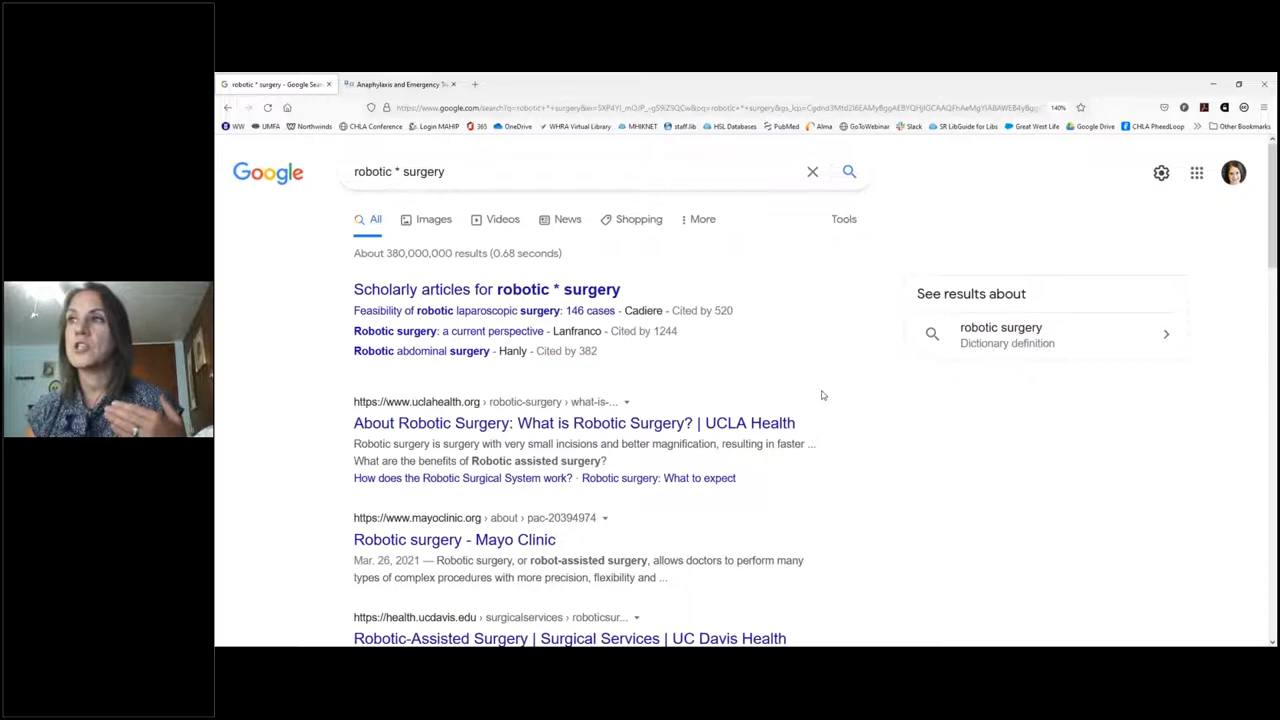 robotic * surgery - Google Sear
Anaphylaxis and Emergency Tre
140%
WW
UMFA
Northwinds
CHLA Conference
Login MAHIP
365
OneDrive
WHRA Virtual Library
MHIKNET
staff.lib
HSL Databases
PubMed
Alma
GoToWebinar
Slack
SR LibGuide for Libs
Great West Life
Google Drive
CHLA PheedLoop
Other Bookmarks
Google
robotic * surgery
All
Images
Videos
News
Shopping
More
Tools
About 380,000,000 results (0.68 seconds)
Scholarly articles for robotic * surgery
Feasibility of robotic laparoscopic surgery: 146 cases - Cadiere - Cited by 520
Robotic surgery: a current perspective - Lanfranco - Cited by 1244
Robotic abdominal surgery - Hanly - Cited by 382
See results about
robotic surgery
Dictionary definition
https://www.uclahealth.org › robotic-surgery › what-is-...
About Robotic Surgery: What is Robotic Surgery? | UCLA Health
Robotic surgery is surgery with very small incisions and better magnification, resulting in faster ...
What are the benefits of Robotic assisted surgery?
How does the Robotic Surgical System work? · Robotic surgery: What to expect
https://www.mayoclinic.org › about › pac-20394974
Robotic surgery - Mayo Clinic
Mar. 26, 2021 — Robotic surgery, or robot-assisted surgery, allows doctors to perform many
types of complex procedures with more precision, flexibility and ...
https://health.ucdavis.edu › surgicalservices › roboticsur...
Robotic-Assisted Surgery | Surgical Services | UC Davis Health